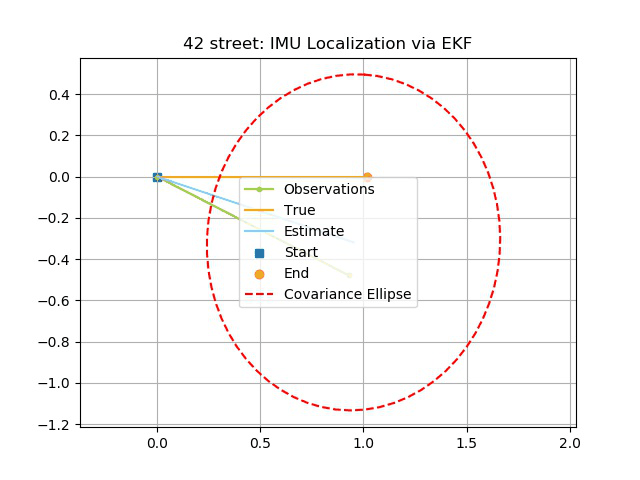 42 street: IMU Localization via EKF
0.4
0.2
0.0
−0.2
−0.4
−0.6
−0.8
−1.0
−1.2
Observations
True
Estimate
Start
End
Covariance Ellipse
0.0 0.5 1.0 1.5 2.0